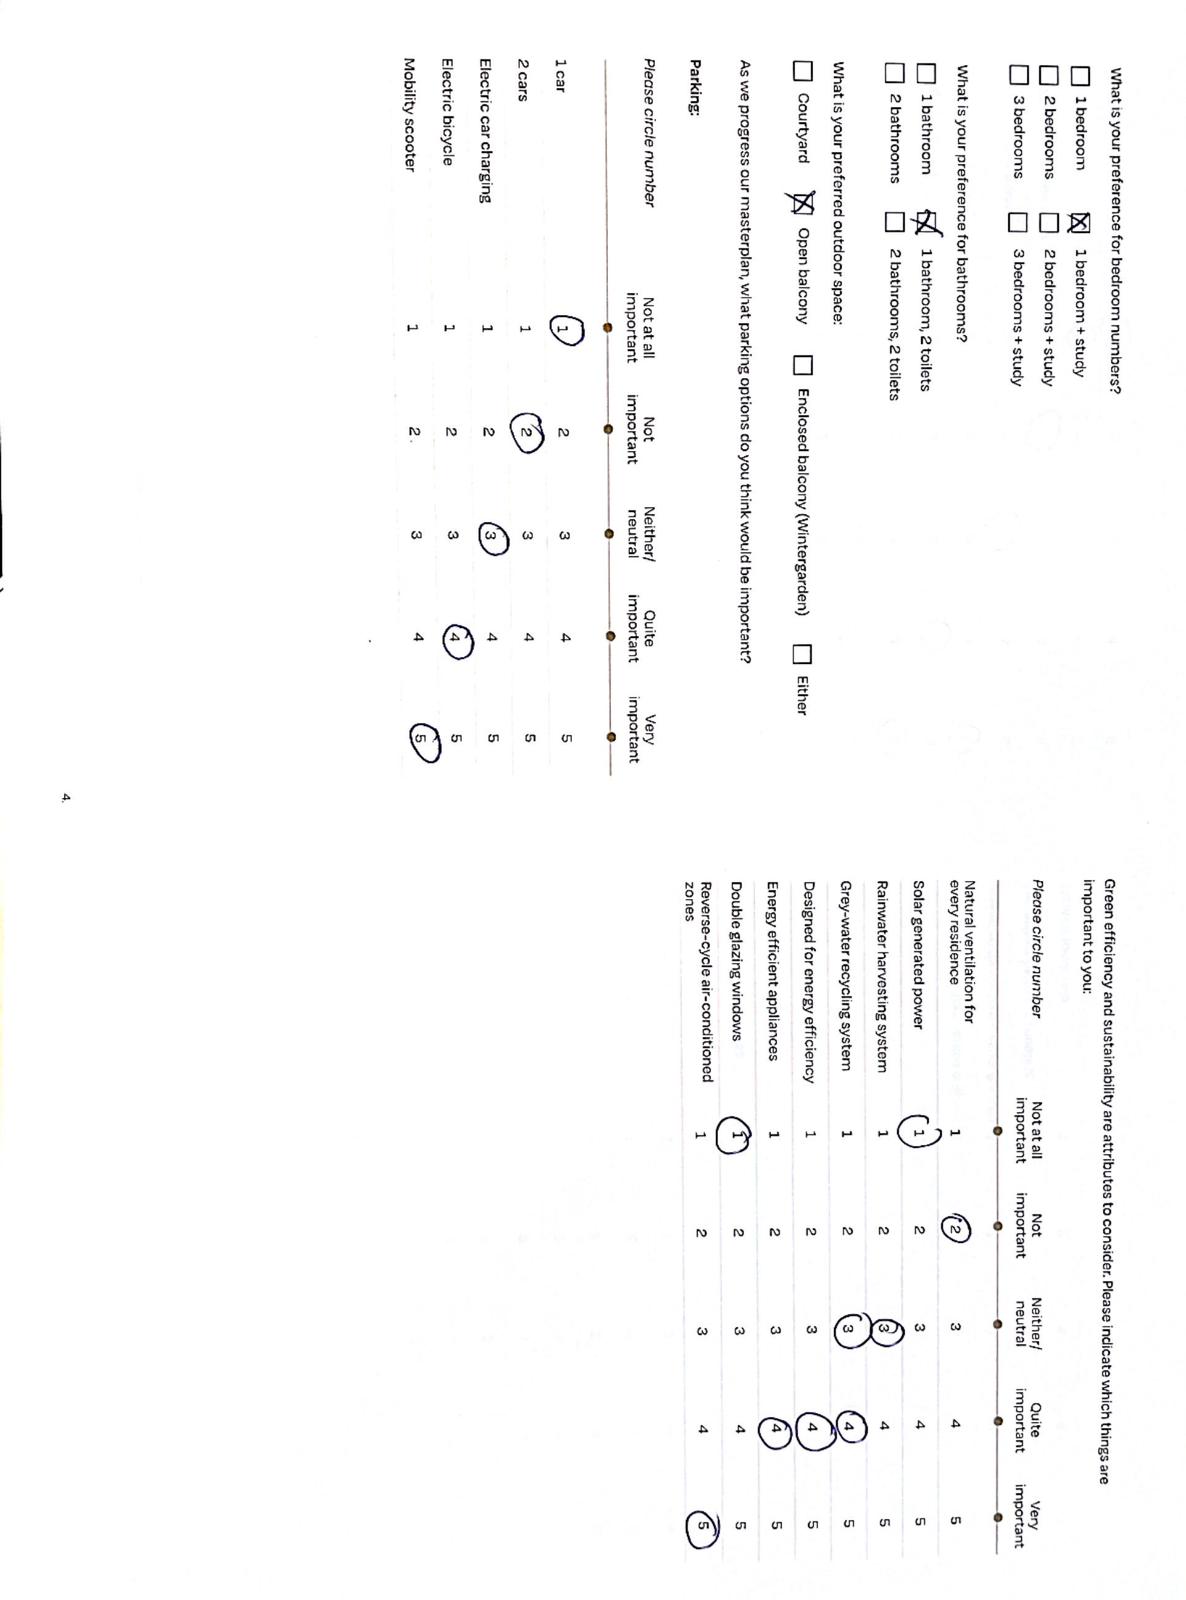 What is your preference for bedroom numbers?
1 bedroom 1 bedroom + study
2 bedrooms 2 bedrooms + study
3 bedrooms 3 bedrooms + study
What is your preference for bathrooms?
1 bathroom 1 bathroom, 2 toilets
2 bathrooms 2 bathrooms, 2 toilets
What is your preferred outdoor space:
Courtyard Open balcony Enclosed balcony (Wintergarden) Either
As we progress our masterplan, what parking options do you think would be important?
Parking:
Please circle number Not at all important Not important Neither/ neutral Quite important Very important
1 car 1 2 3 4 5
2 cars 1 2 3 4 5
Electric car charging 1 2 3 4 5
Electric bicycle 1 2 3 4 5
Mobility scooter 1 2 3 4 5
Green efficiency and sustainability are attributes to consider. Please indicate which things are
important to you:
Please circle number Not at all important Not important Neither/ neutral Quite important Very important
Natural ventilation for
every residence 1 2 3 4 5
Solar generated power 1 2 3 4 5
Rainwater harvesting system 1 2 3 4 5
Grey-water recycling system 1 2 3 4 5
Designed for energy efficiency 1 2 3 4 5
Energy efficient appliances 1 2 3 4 5
Double glazing windows 1 2 3 4 5
Reverse-cycle air-conditioned
zones 1 2 3 4 5
4.